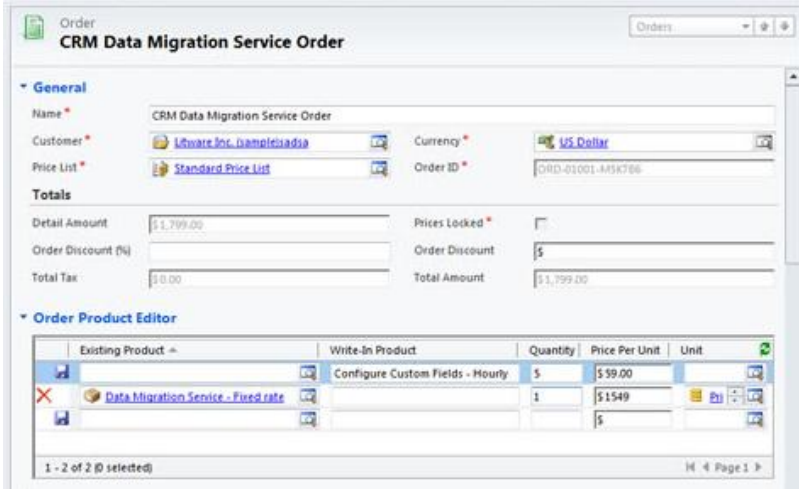 Order
Orders
CRM Data Migration Service Order
General
Name * CRM Data Migration Service Order
Customer * Litware Inc. (sample)sadsa Currency * US Dollar
Price List * Standard Price List Order ID * ORD-01001-M5K7B6
Totals
Detail Amount $1,799.00 Prices Locked *
Order Discount (%) Order Discount $
Total Tax $0.00 Total Amount $1,799.00
Order Product Editor
Existing Product Write-In Product Quantity Price Per Unit Unit
Configure Custom Fields - Hourly 5 $59.00
Data Migration Service - Fixed rate 1 $1549 Pri
$
1 - 2 of 2 (0 selected) Page 1